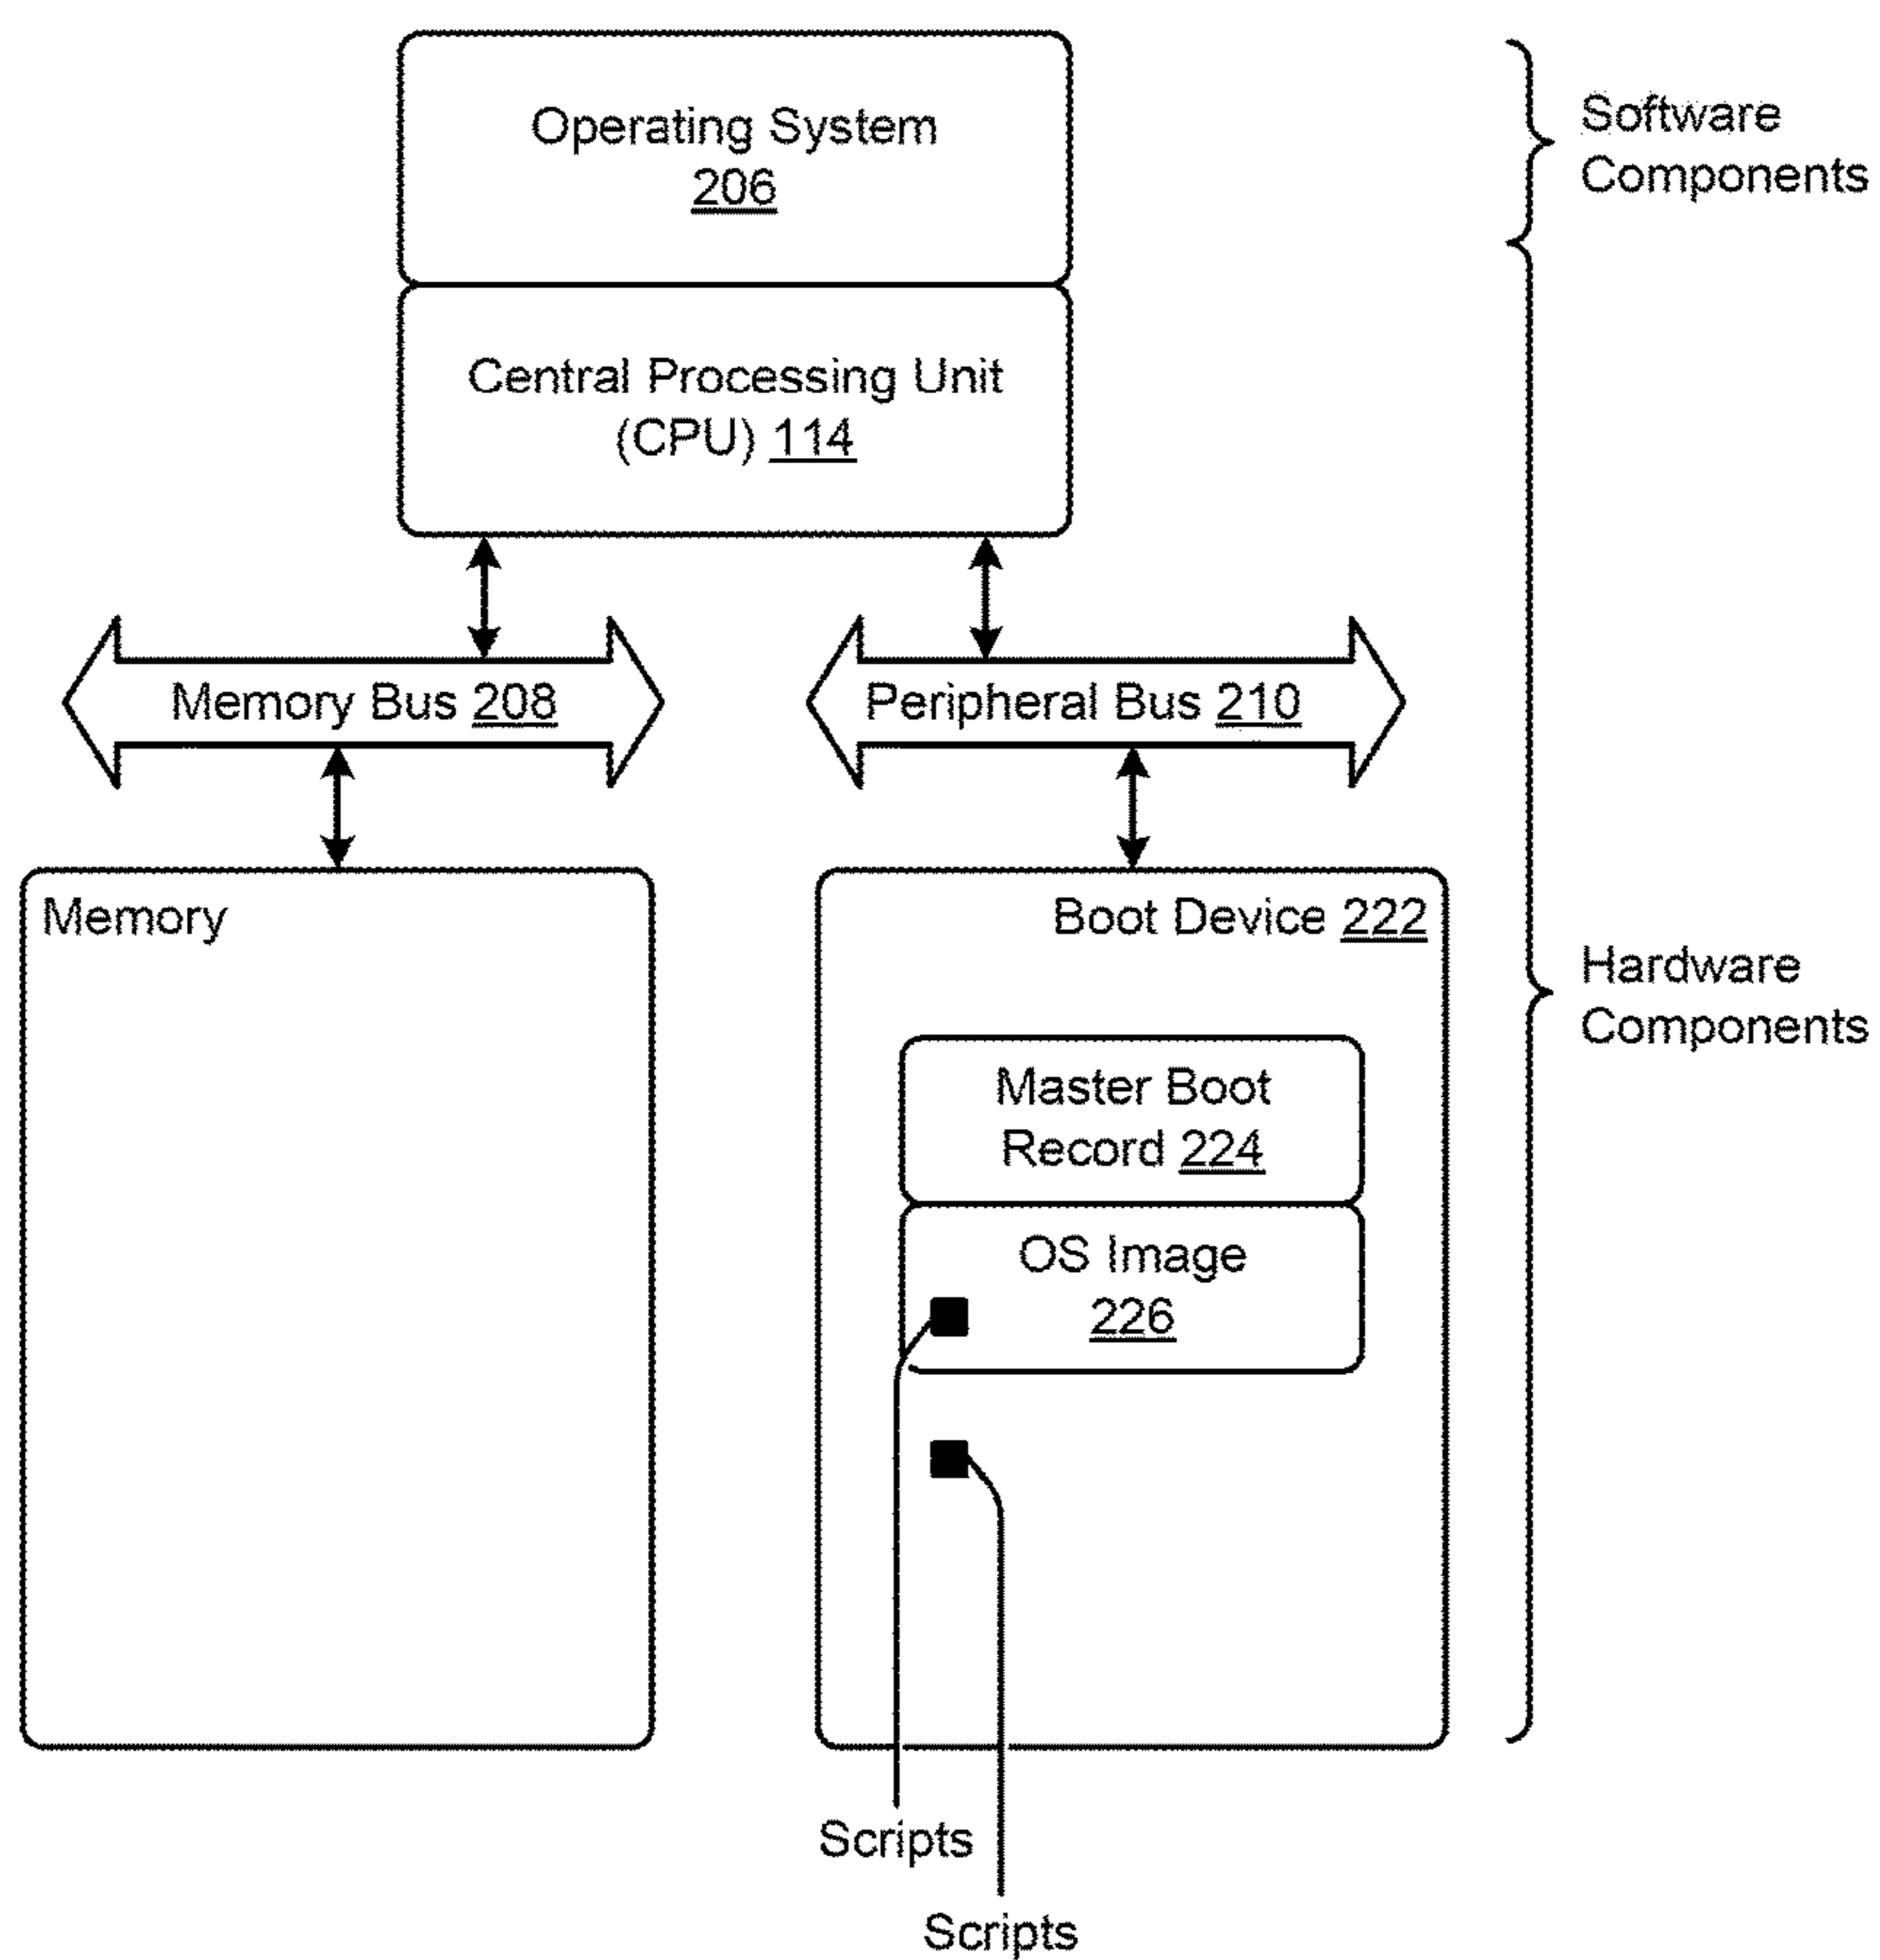 Operating System
206
Software
Components
Central Processing Unit
(CPU) 114
Memory Bus 208
Peripheral Bus 210
Memory
Boot Device 222
Hardware
Components
Master Boot
Record 224
OS Image
226
Scripts
Scripts